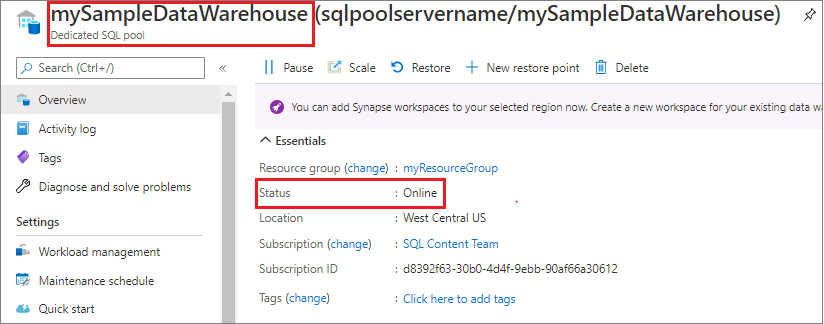 mySampleDataWarehouse (sqlpoolservername/mySampleDataWarehouse)
Dedicated SQL pool
Search (Ctrl+/)
«
Pause
Scale
Restore
New restore point
Delete
Overview
Activity log
Tags
Diagnose and solve problems
Settings
Workload management
Maintenance schedule
Quick start
You can add Synapse workspaces to your selected region now. Create a new workspace for your existing data wa
Essentials
Resource group (change) : myResourceGroup
Status : Online
Location : West Central US
Subscription (change) : SQL Content Team
Subscription ID : d8392f63-30b0-4d4f-9ebb-90af66a30612
Tags (change) : Click here to add tags